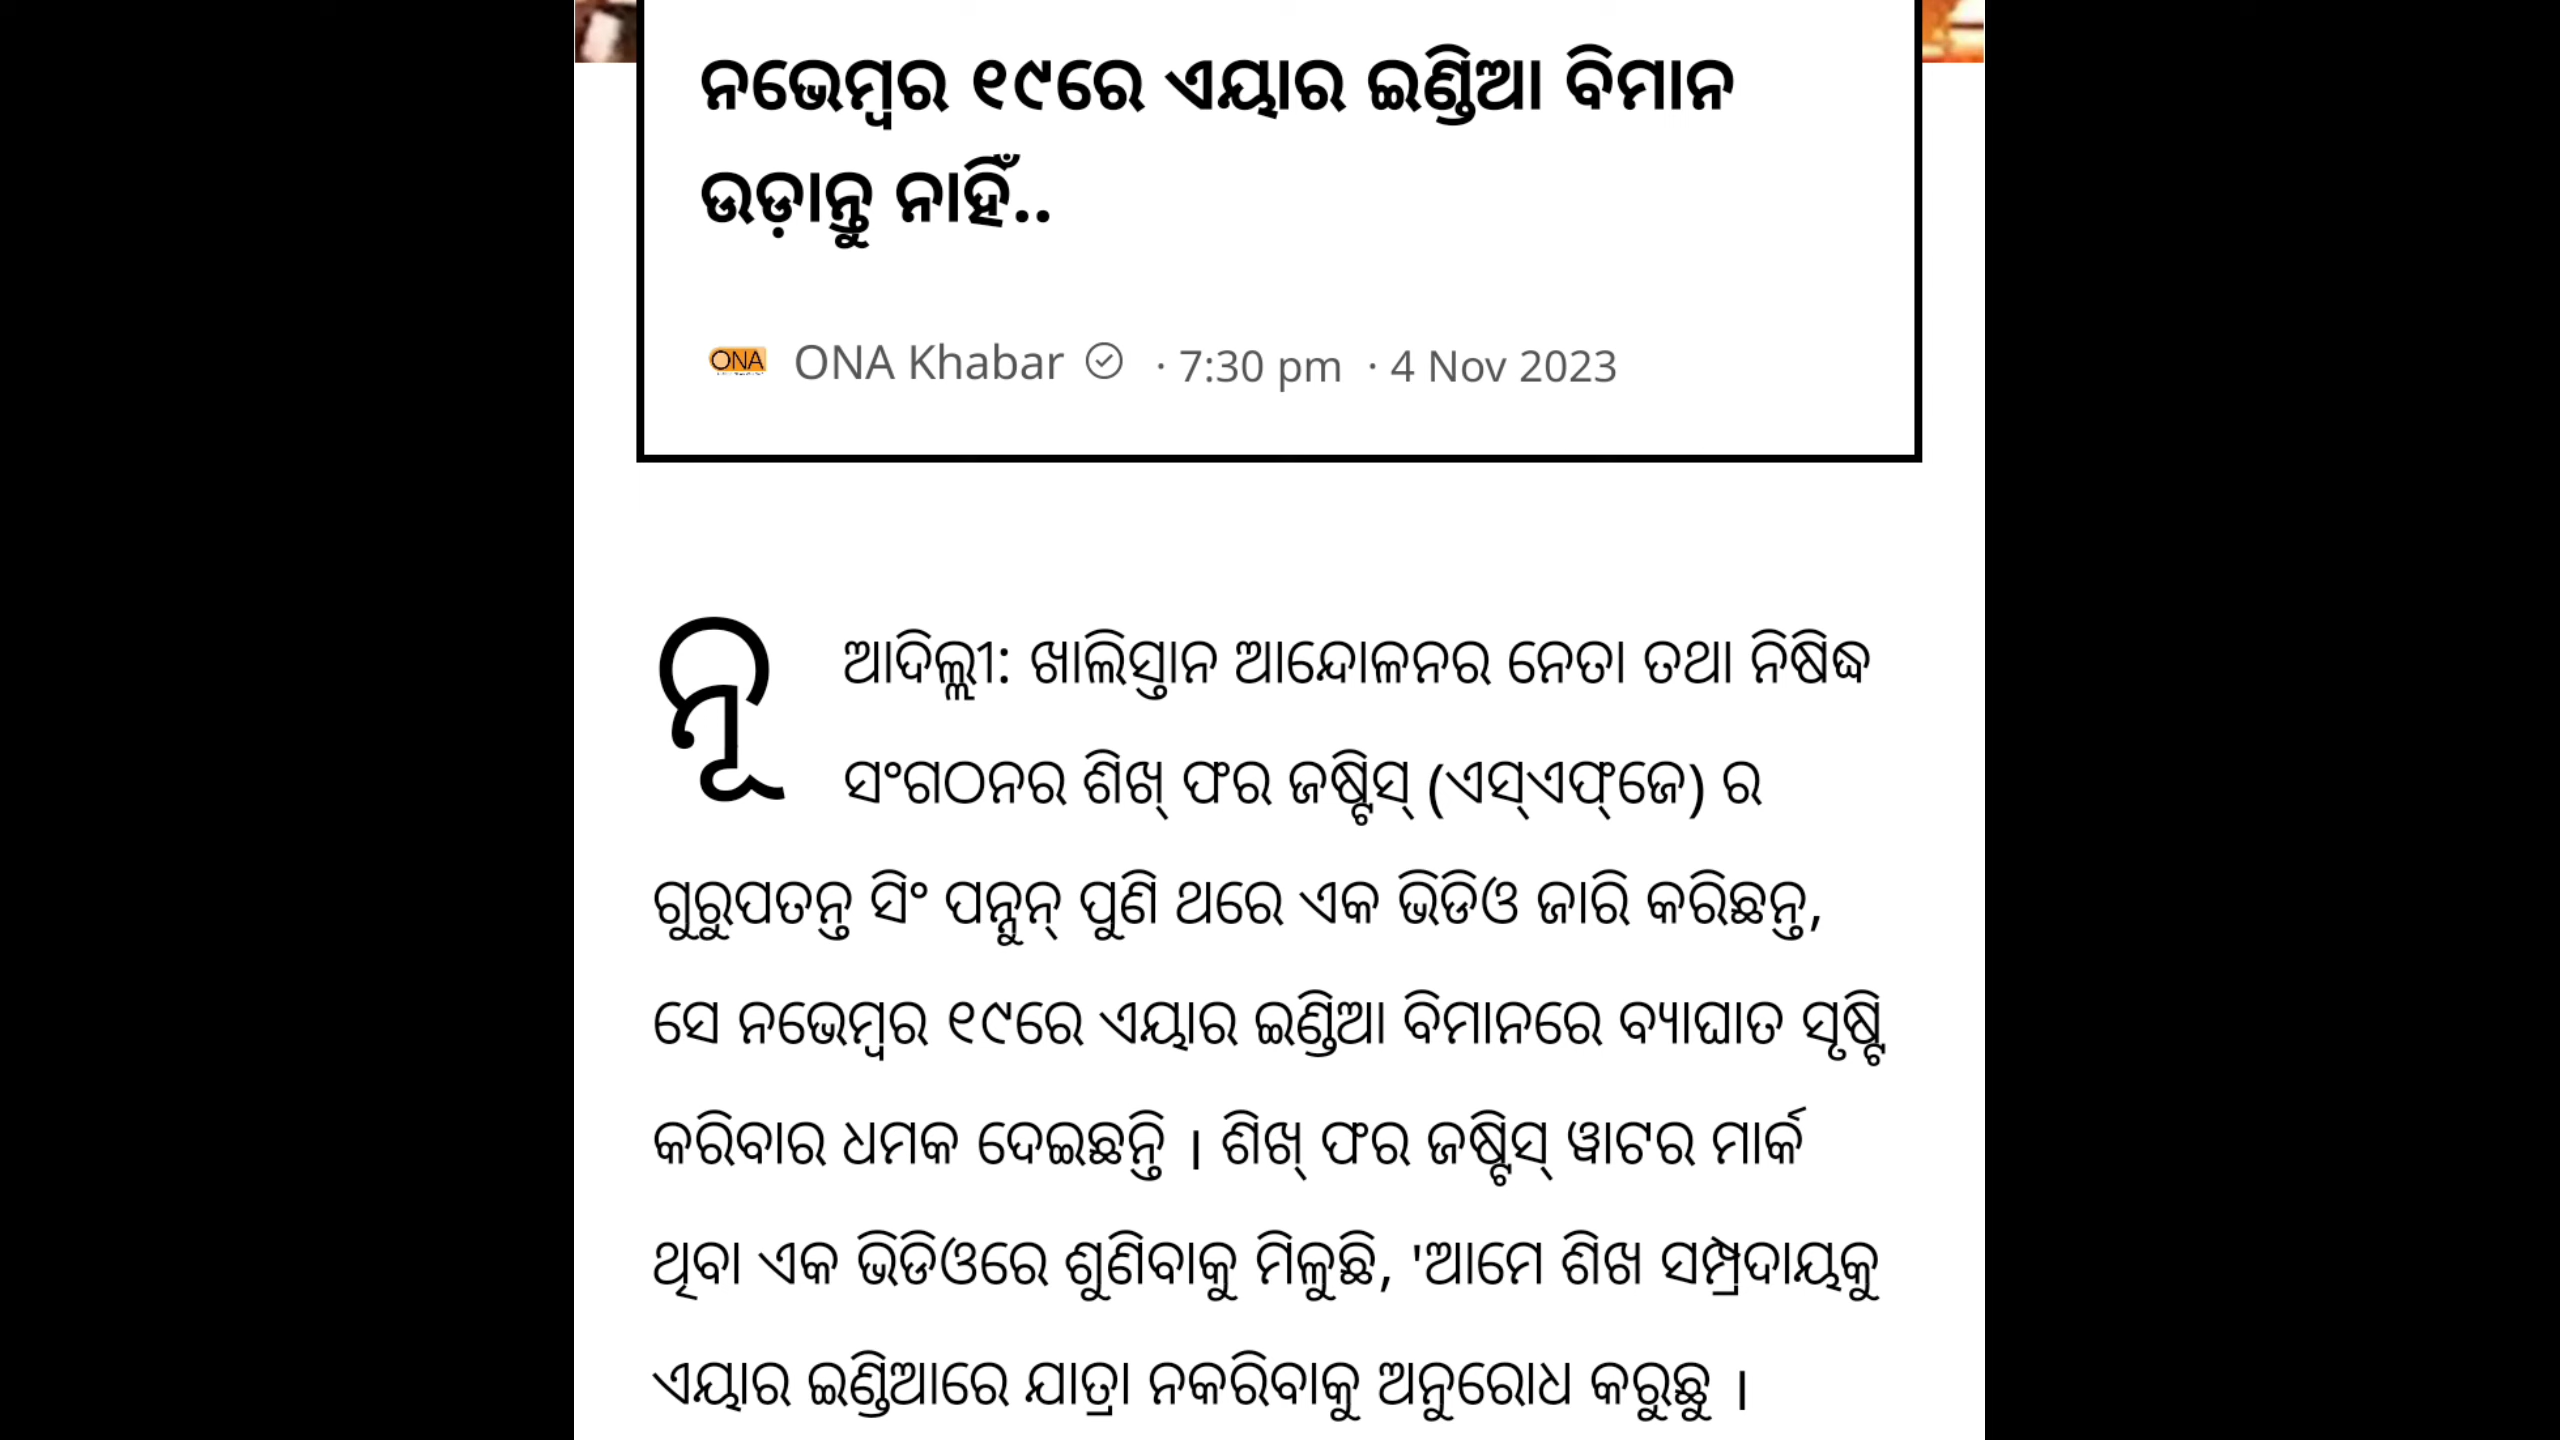 ନଭେମ୍ବର ୧୯ରେ ଏୟାର ଇଣ୍ଡିଆ ବିମାନ
ଉଡ଼ାନ୍ତୁ ନାହିଁ..
ONA ONA Khabar · 7:30 pm · 4 Nov 2023
ନୂଆଦିଲ୍ଲୀ: ଖାଲିସ୍ତାନ ଆନ୍ଦୋଳନର ନେତା ତଥା ନିଷିଦ୍ଧ
ସଂଗଠନର ଶିଖ୍ ଫର ଜଷ୍ଟିସ୍ (ଏସ୍ଏଫ୍ଜେ) ର
ଗୁରୁପତନ୍ତ ସିଂ ପନ୍ନୁନ୍ ପୁଣି ଥରେ ଏକ ଭିଡିଓ ଜାରି କରିଛନ୍ତ,
ସେ ନଭେମ୍ବର ୧୯ରେ ଏୟାର ଇଣ୍ଡିଆ ବିମାନରେ ବ୍ୟାଘାତ ସୃଷ୍ଟି
କରିବାର ଧମକ ଦେଇଛନ୍ତି । ଶିଖ୍ ଫର ଜଷ୍ଟିସ୍ ୱାଟର ମାର୍କ
ଥିବା ଏକ ଭିଡିଓରେ ଶୁଣିବାକୁ ମିଳୁଛି, 'ଆମେ ଶିଖ ସମ୍ପ୍ରଦାୟକୁ
ଏୟାର ଇଣ୍ଡିଆରେ ଯାତ୍ରା ନକରିବାକୁ ଅନୁରୋଧ କରୁଛୁ ।